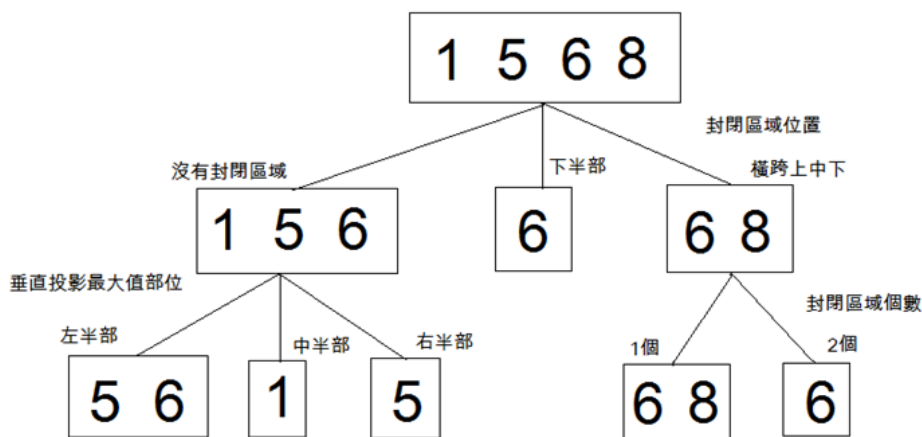 1 5 6 8
封閉區域位置
沒有封閉區域
下半部
橫跨上中下
1 5 6
6
6 8
垂直投影最大值部位
封閉區域個數
左半部
中半部
右半部
1個
2個
5 6
1
5
6 8
6